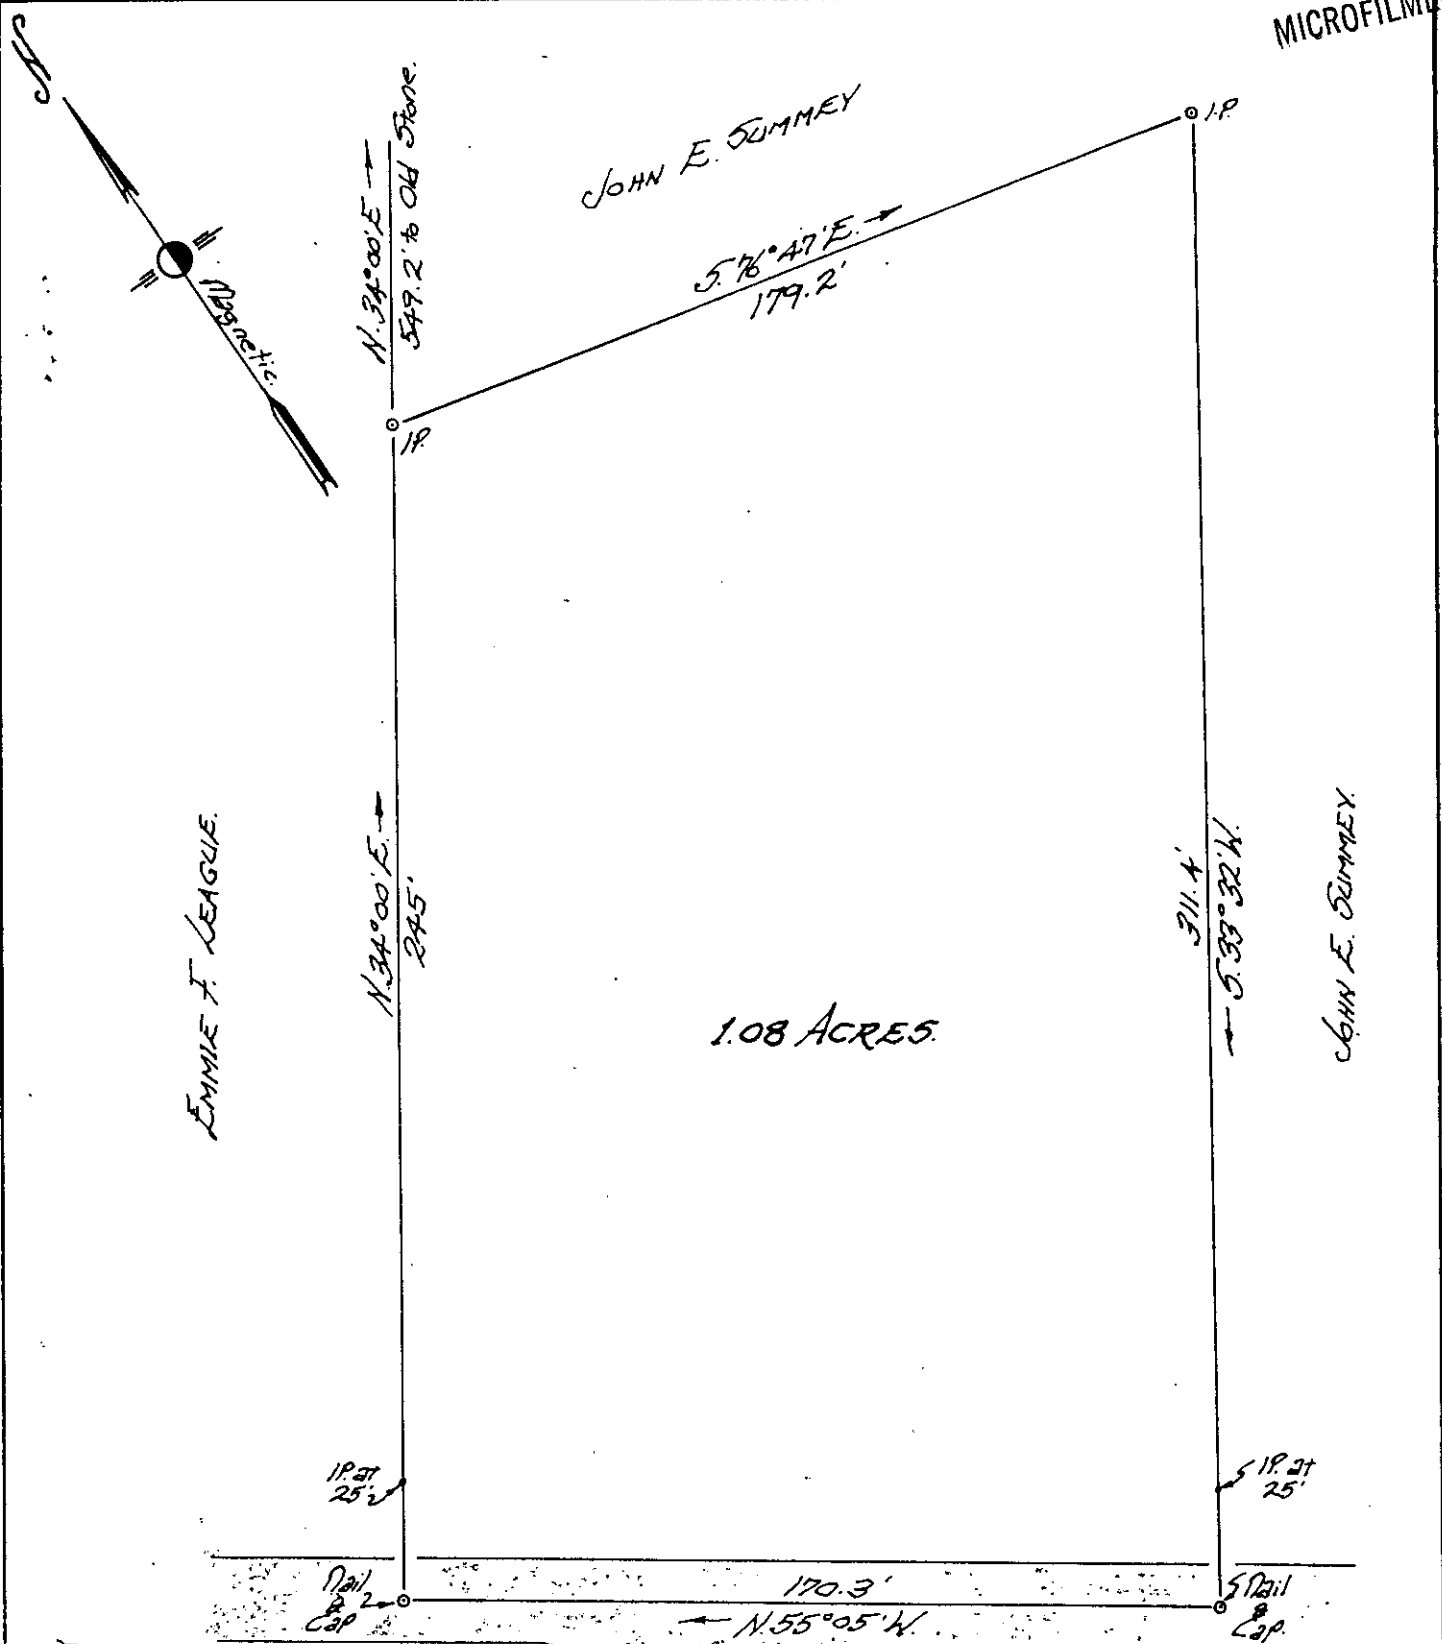 N
Magnetic.
N.34°00'E
549.2' to Old Stone.
JOHN E. SUMMEY
I.P.
S.76°47'E.
179.2'
I.P.
EMMIE F. LEAGUE.
N.34°00'E.
245'
1.08 ACRES.
311.4'
S.33°32'W.
JOHN E. SUMMEY.
I.P. at
25'
I.P. at
25'
Nail
&
Cap
170.3'
N.55°05'W.
Nail
&
Cap.